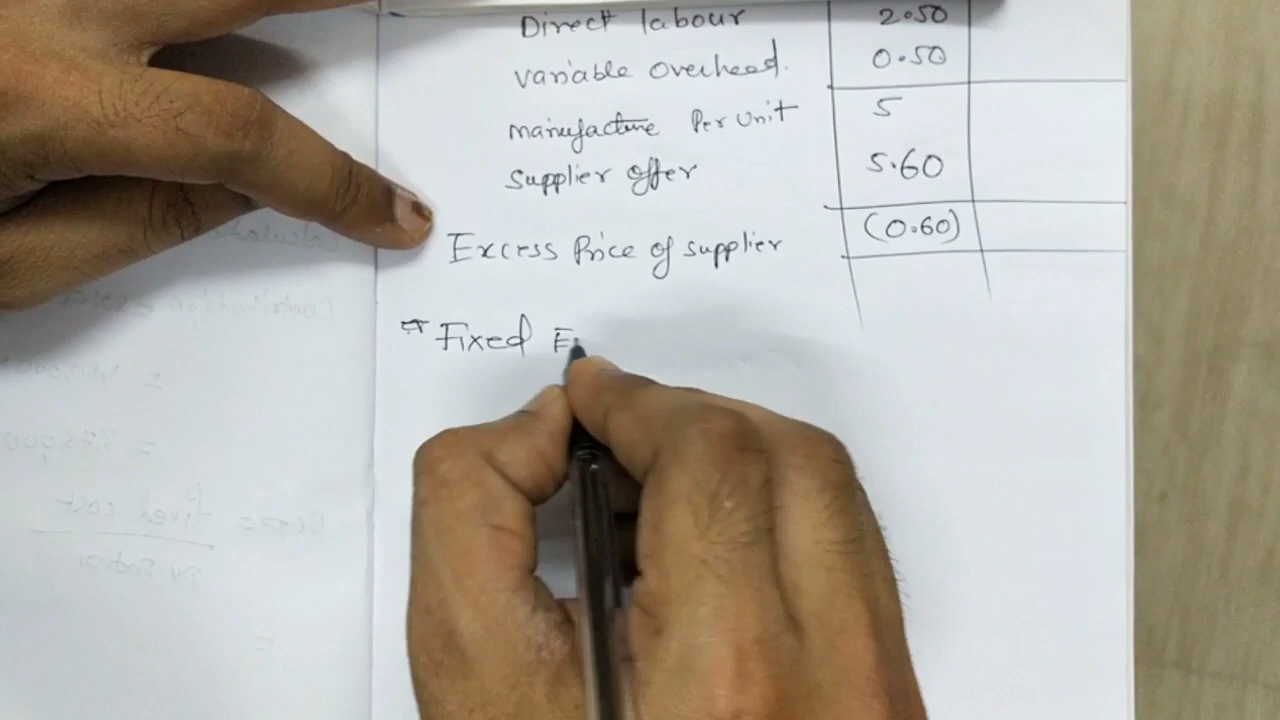 Direct labour 2.50
variable overhead. 0.50
manufacture Per Unit 5
Supplier offer 5.60
Excess Price of supplier (0.60)
* Fixed E